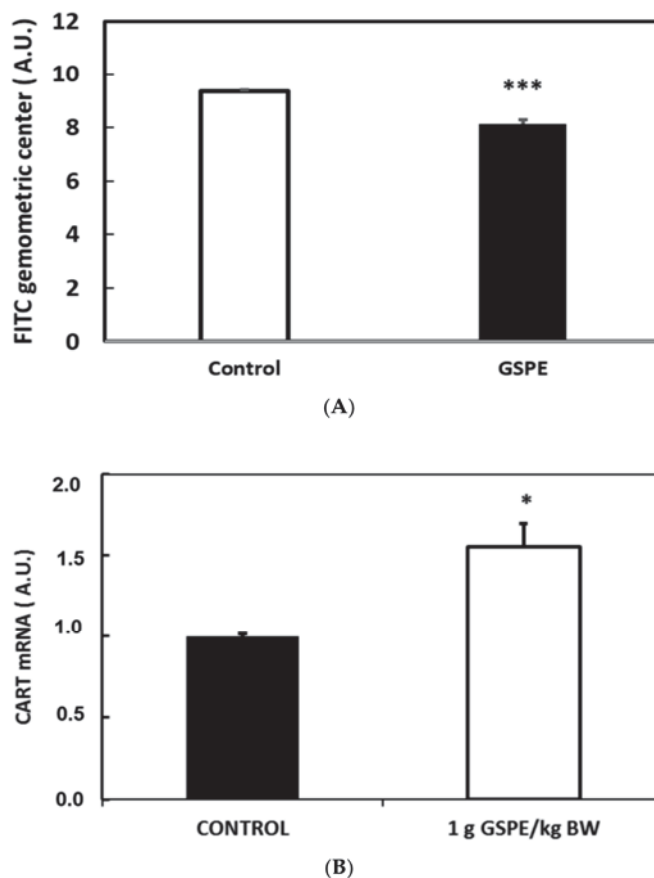 FITC gemometric center ( A.U.)
12
10
8
6
4
2
0
***
Control GSPE
(A)
CART mRNA ( A.U.)
2.0
1.5
1.0
0.5
0.0
*
CONTROL 1 g GSPE/kg BW
(B)